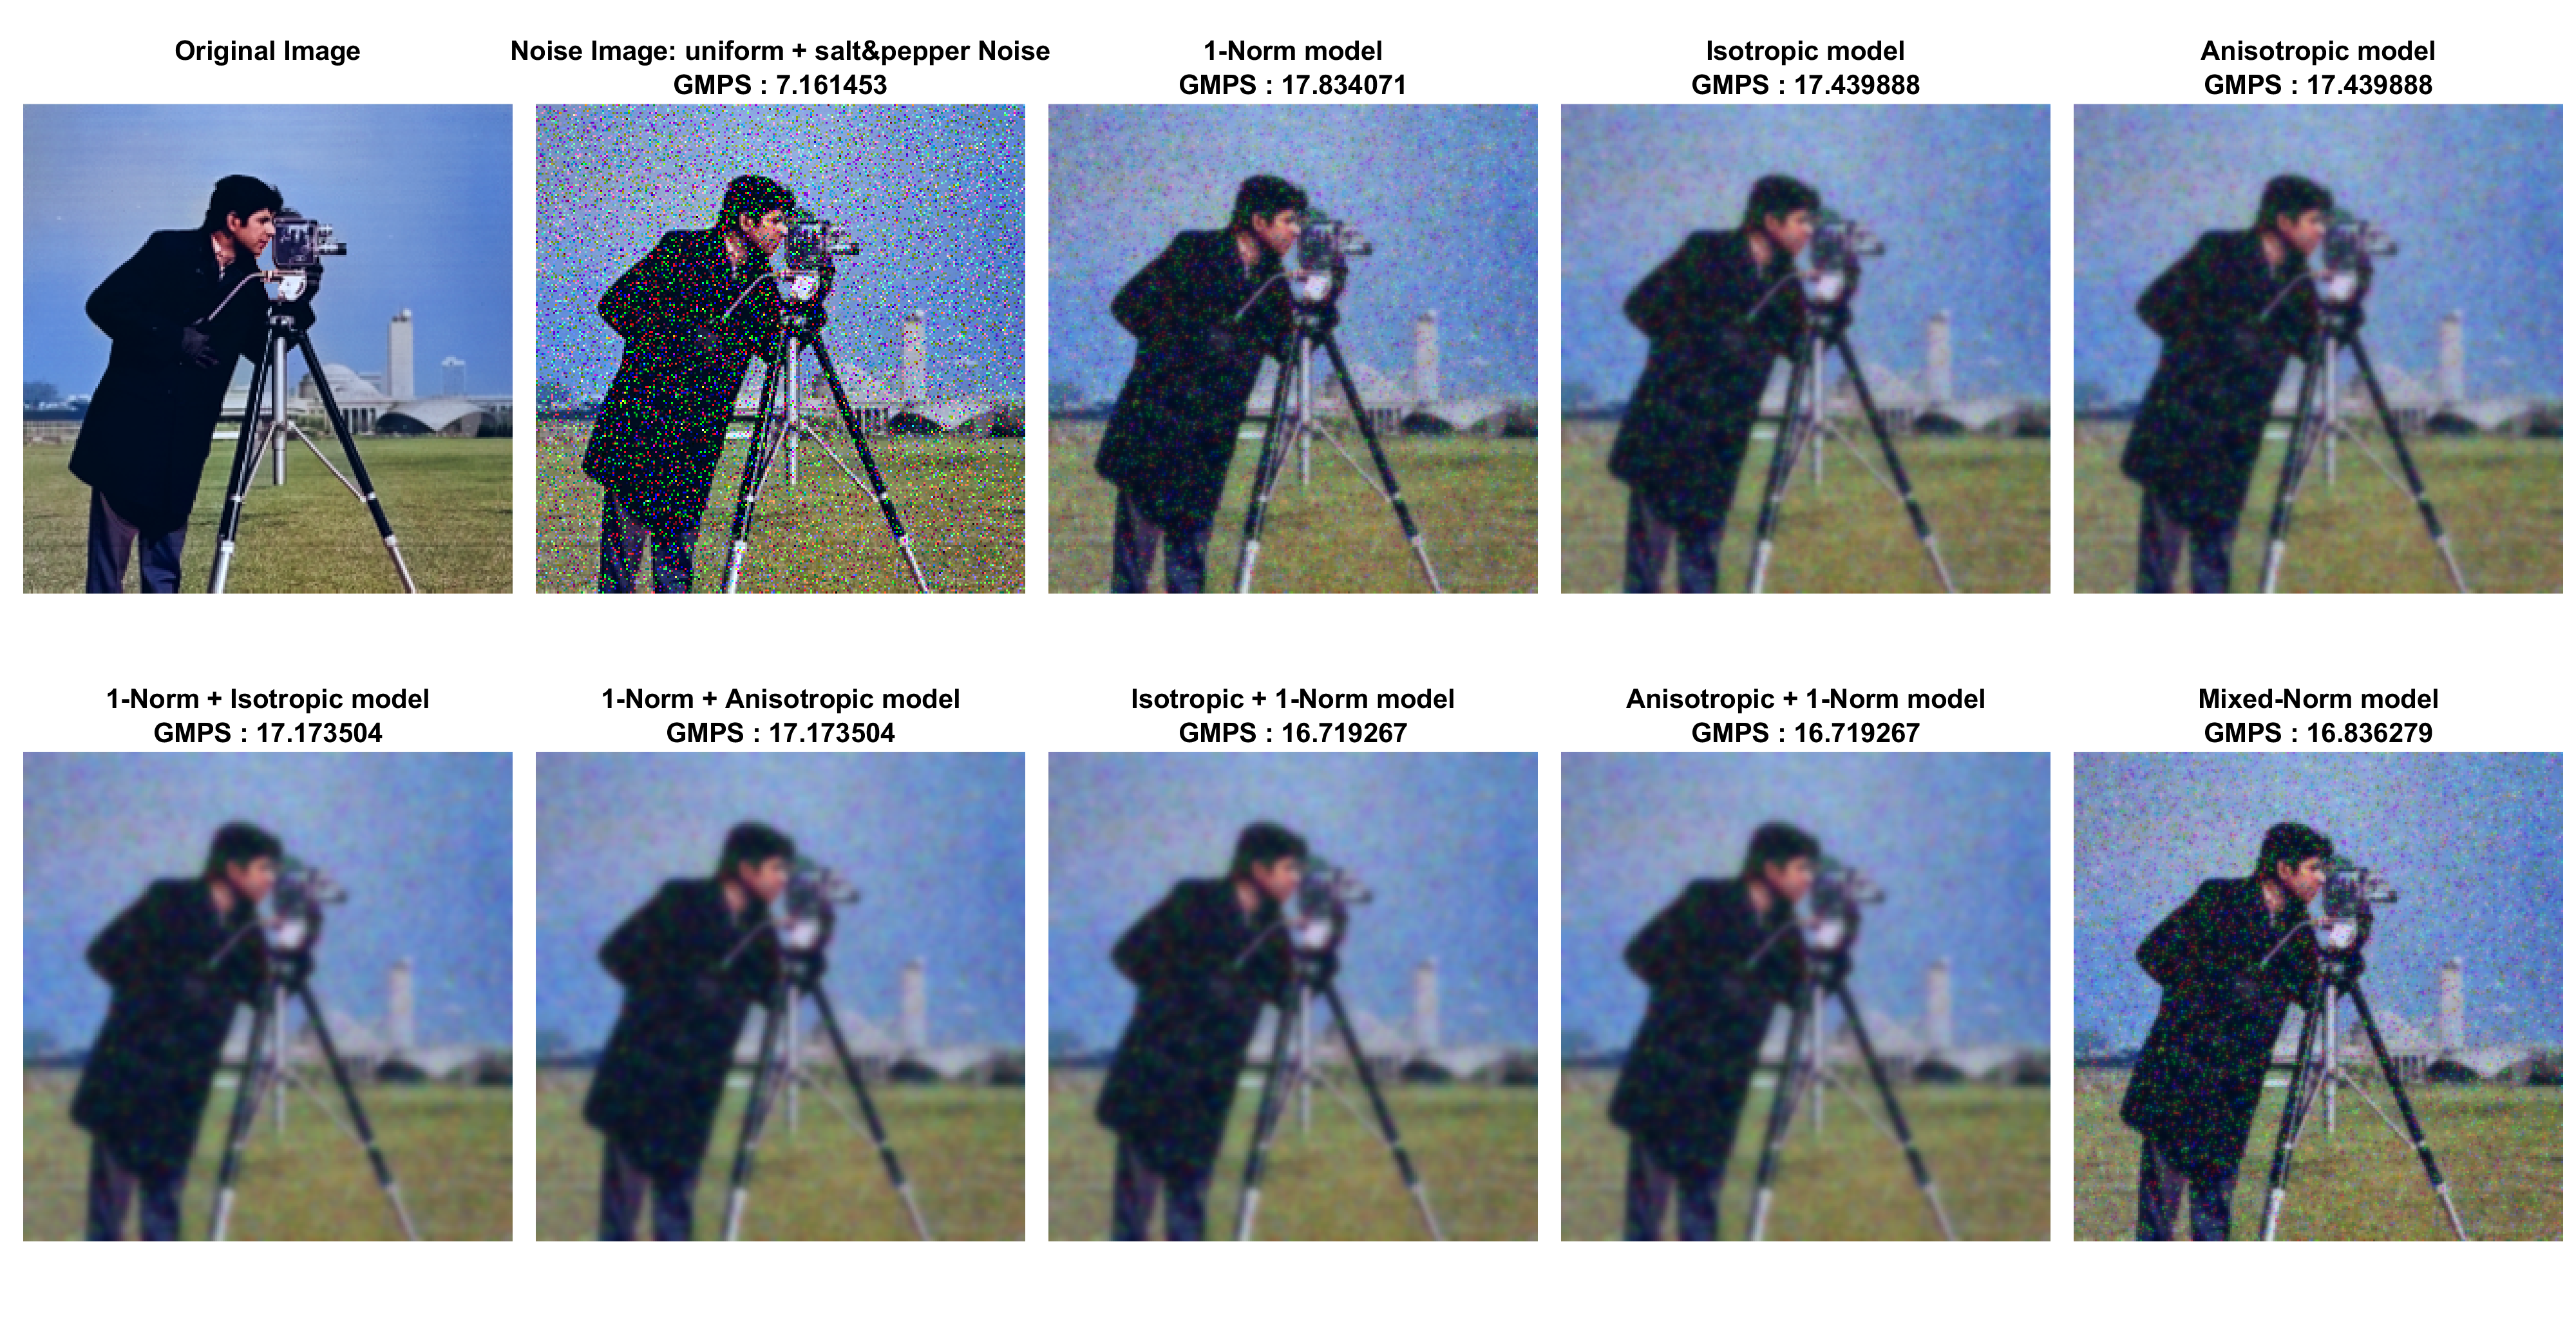 Original Image
Noise Image: uniform + salt&pepper Noise
GMPS : 7.161453
1-Norm model
GMPS : 17.834071
Isotropic model
GMPS : 17.439888
Anisotropic model
GMPS : 17.439888
1-Norm + Isotropic model
GMPS : 17.173504
1-Norm + Anisotropic model
GMPS : 17.173504
Isotropic + 1-Norm model
GMPS : 16.719267
Anisotropic + 1-Norm model
GMPS : 16.719267
Mixed-Norm model
GMPS : 16.836279